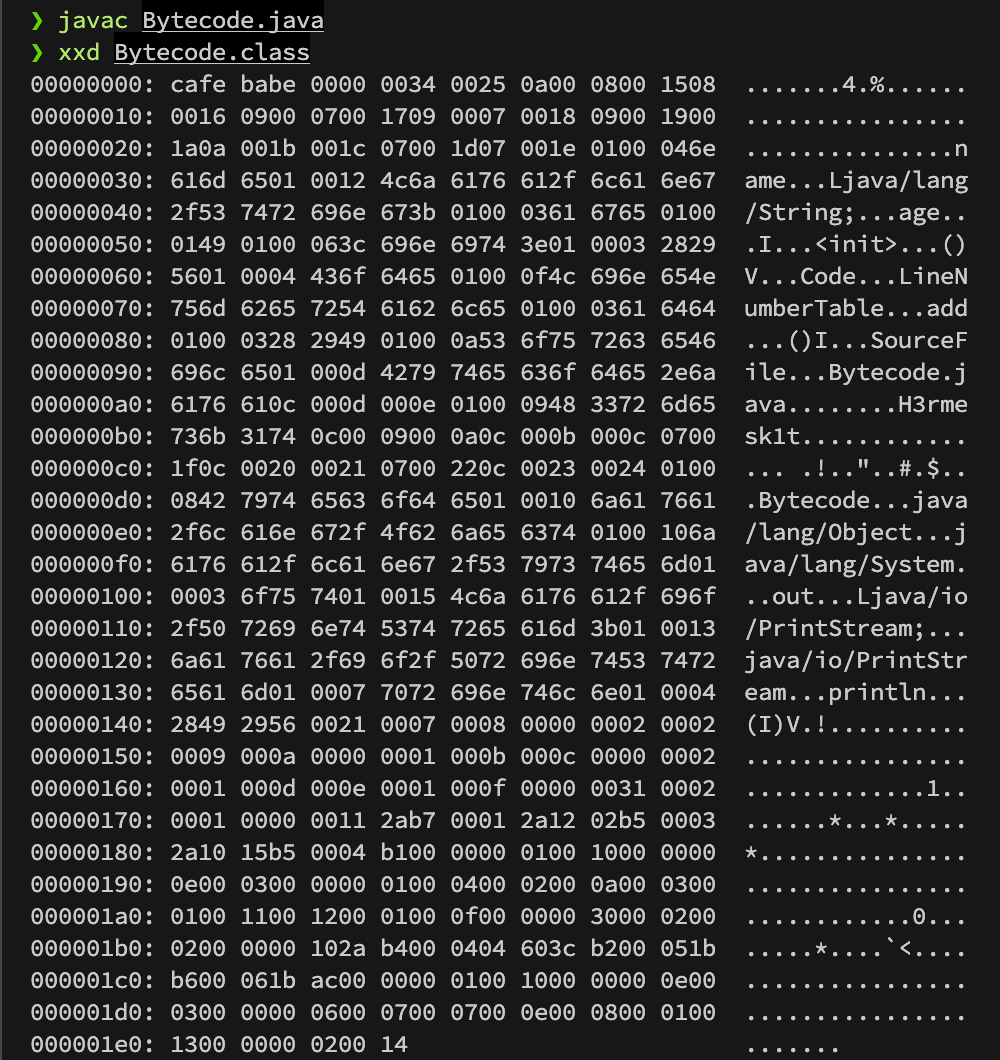 ❯ javac Bytecode.java
❯ xxd Bytecode.class
00000000: cafe babe 0000 0034 0025 0a00 0800 1508  .......4.%......
00000010: 0016 0900 0700 1709 0007 0018 0900 1900  ................
00000020: 1a0a 001b 001c 0700 1d07 001e 0100 046e  ...............n
00000030: 616d 6501 0012 4c6a 6176 612f 6c61 6e67  ame...Ljava/lang
00000040: 2f53 7472 696e 673b 0100 0361 6765 0100  /String;...age..
00000050: 0149 0100 063c 696e 6974 3e01 0003 2829  .I...<init>...()
00000060: 5601 0004 436f 6465 0100 0f4c 696e 654e  V...Code...LineN
00000070: 756d 6265 7254 6162 6c65 0100 0361 6464  umberTable...add
00000080: 0100 0328 2949 0100 0a53 6f75 7263 6546  ...()I...SourceF
00000090: 696c 6501 000d 4279 7465 636f 6465 2e6a  ile...Bytecode.j
000000a0: 6176 610c 000d 000e 0100 0948 3372 6d65  ava........H3rme
000000b0: 736b 3174 0c00 0900 0a0c 000b 000c 0700  sk1t............
000000c0: 1f0c 0020 0021 0700 220c 0023 0024 0100  ... .!.."..#.$..
000000d0: 0842 7974 6563 6f64 6501 0010 6a61 7661  .Bytecode...java
000000e0: 2f6c 616e 672f 4f62 6a65 6374 0100 106a  /lang/Object...j
000000f0: 6176 612f 6c61 6e67 2f53 7973 7465 6d01  ava/lang/System.
00000100: 0003 6f75 7401 0015 4c6a 6176 612f 696f  ..out...Ljava/io
00000110: 2f50 7269 6e74 5374 7265 616d 3b01 0013  /PrintStream;...
00000120: 6a61 7661 2f69 6f2f 5072 696e 7453 7472  java/io/PrintStr
00000130: 6561 6d01 0007 7072 696e 746c 6e01 0004  eam...println...
00000140: 2849 2956 0021 0007 0008 0000 0002 0002  (I)V.!..........
00000150: 0009 000a 0000 0001 000b 000c 0000 0002  ................
00000160: 0001 000d 000e 0001 000f 0000 0031 0002  .............1..
00000170: 0001 0000 0011 2ab7 0001 2a12 02b5 0003  ......*...*.....
00000180: 2a10 15b5 0004 b100 0000 0100 1000 0000  *...............
00000190: 0e00 0300 0000 0100 0400 0200 0a00 0300  ................
000001a0: 0100 1100 1200 0100 0f00 0000 3000 0200  ............0...
000001b0: 0200 0000 102a b400 0404 603c b200 051b  .....*....`<....
000001c0: b600 061b ac00 0000 0100 1000 0000 0e00  ................
000001d0: 0300 0000 0600 0700 0700 0e00 0800 0100  ................
000001e0: 1300 0000 0200 14  .......